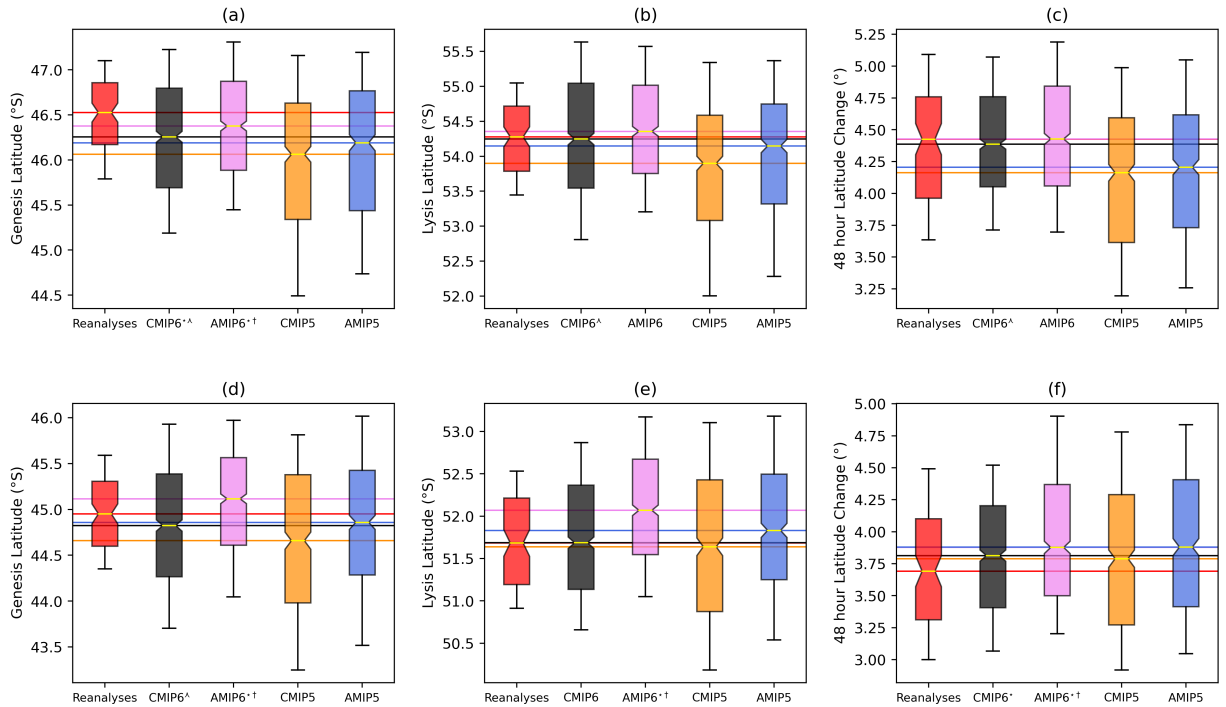 (a)
Genesis Latitude (°S)
47.0
46.5
46.0
45.5
45.0
44.5
Reanalyses CMIP6⋆⋏ AMIP6⋆† CMIP5 AMIP5
(b)
Lysis Latitude (°S)
55.5
55.0
54.5
54.0
53.5
53.0
52.5
52.0
Reanalyses CMIP6⋏ AMIP6 CMIP5 AMIP5
(c)
48 hour Latitude Change (°)
5.25
5.00
4.75
4.50
4.25
4.00
3.75
3.50
3.25
Reanalyses CMIP6⋏ AMIP6 CMIP5 AMIP5
(d)
Genesis Latitude (°S)
46.0
45.5
45.0
44.5
44.0
43.5
Reanalyses CMIP6⋏ AMIP6⋆† CMIP5 AMIP5
(e)
Lysis Latitude (°S)
53.0
52.5
52.0
51.5
51.0
50.5
Reanalyses CMIP6 AMIP6⋆† CMIP5 AMIP5
(f)
48 hour Latitude Change (°)
5.00
4.75
4.50
4.25
4.00
3.75
3.50
3.25
3.00
Reanalyses CMIP6⋆ AMIP6⋆† CMIP5 AMIP5